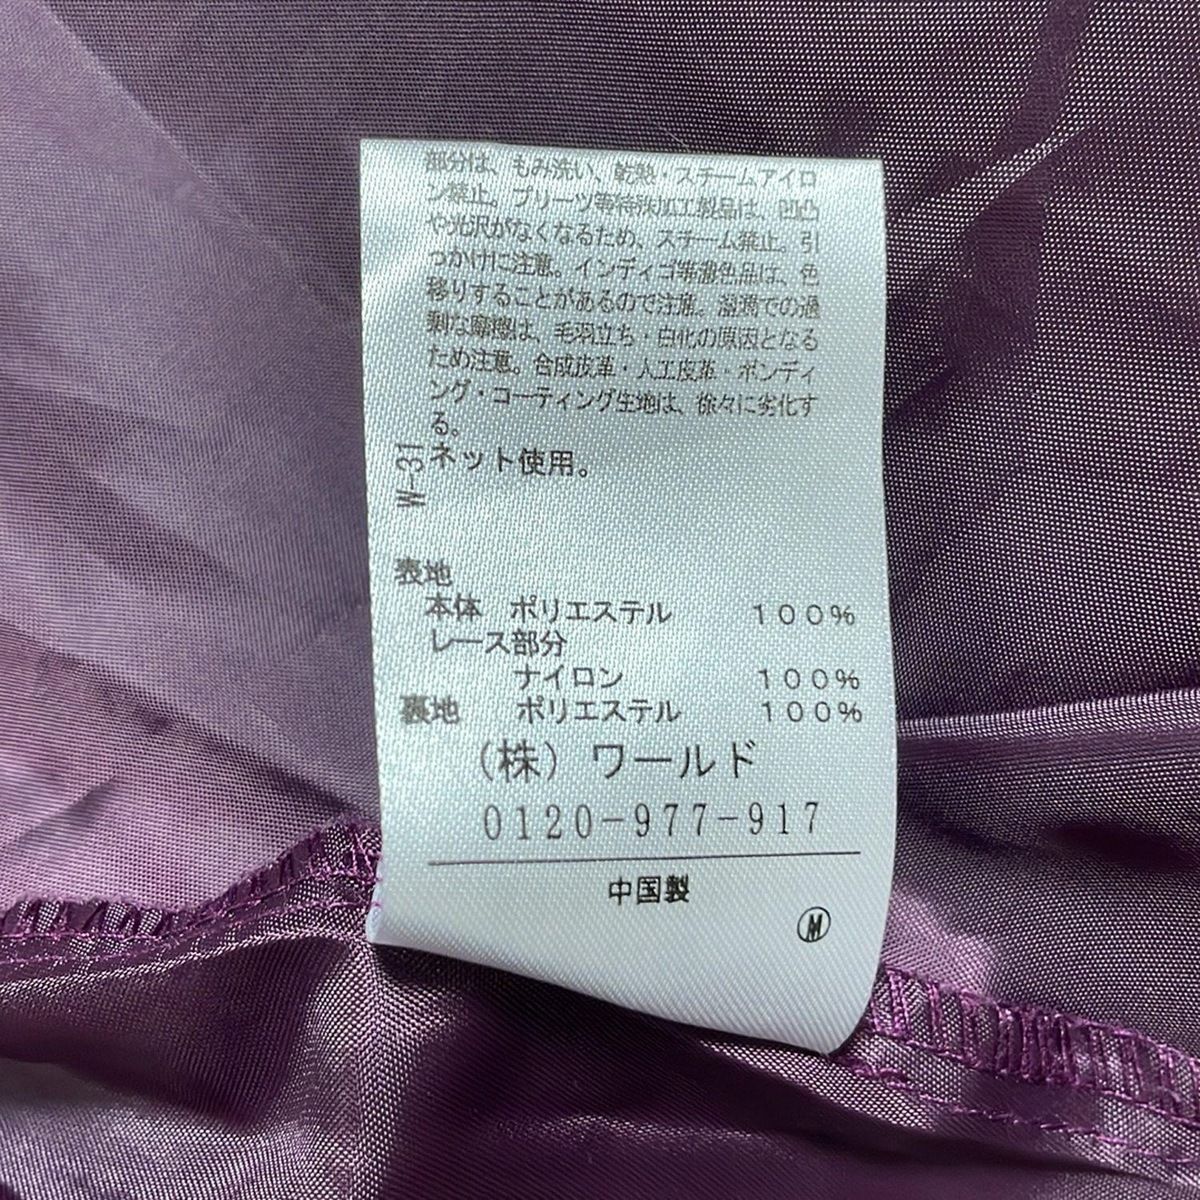 部分は、もみ洗い、乾熱・スチームアイロ
ン禁止。プリーツ等特殊加工製品は、凹凸
や光沢がなくなるため、スチーム禁止。引
っかけに注意。インディゴ等濃色品は、色
移りすることがあるので注意。湿潤での過
剰な摩擦は、毛羽立ち・白化の原因となる
ため注意。合成皮革・人工皮革・ボンディ
ング・コーティング生地は、徐々に劣化す
る。
ネット使用。
W-31
表地
本体 ポリエステル 100%
レース部分
ナイロン 100%
裏地 ポリエステル 100%
(株)ワールド
0120-977-917
中国製
M